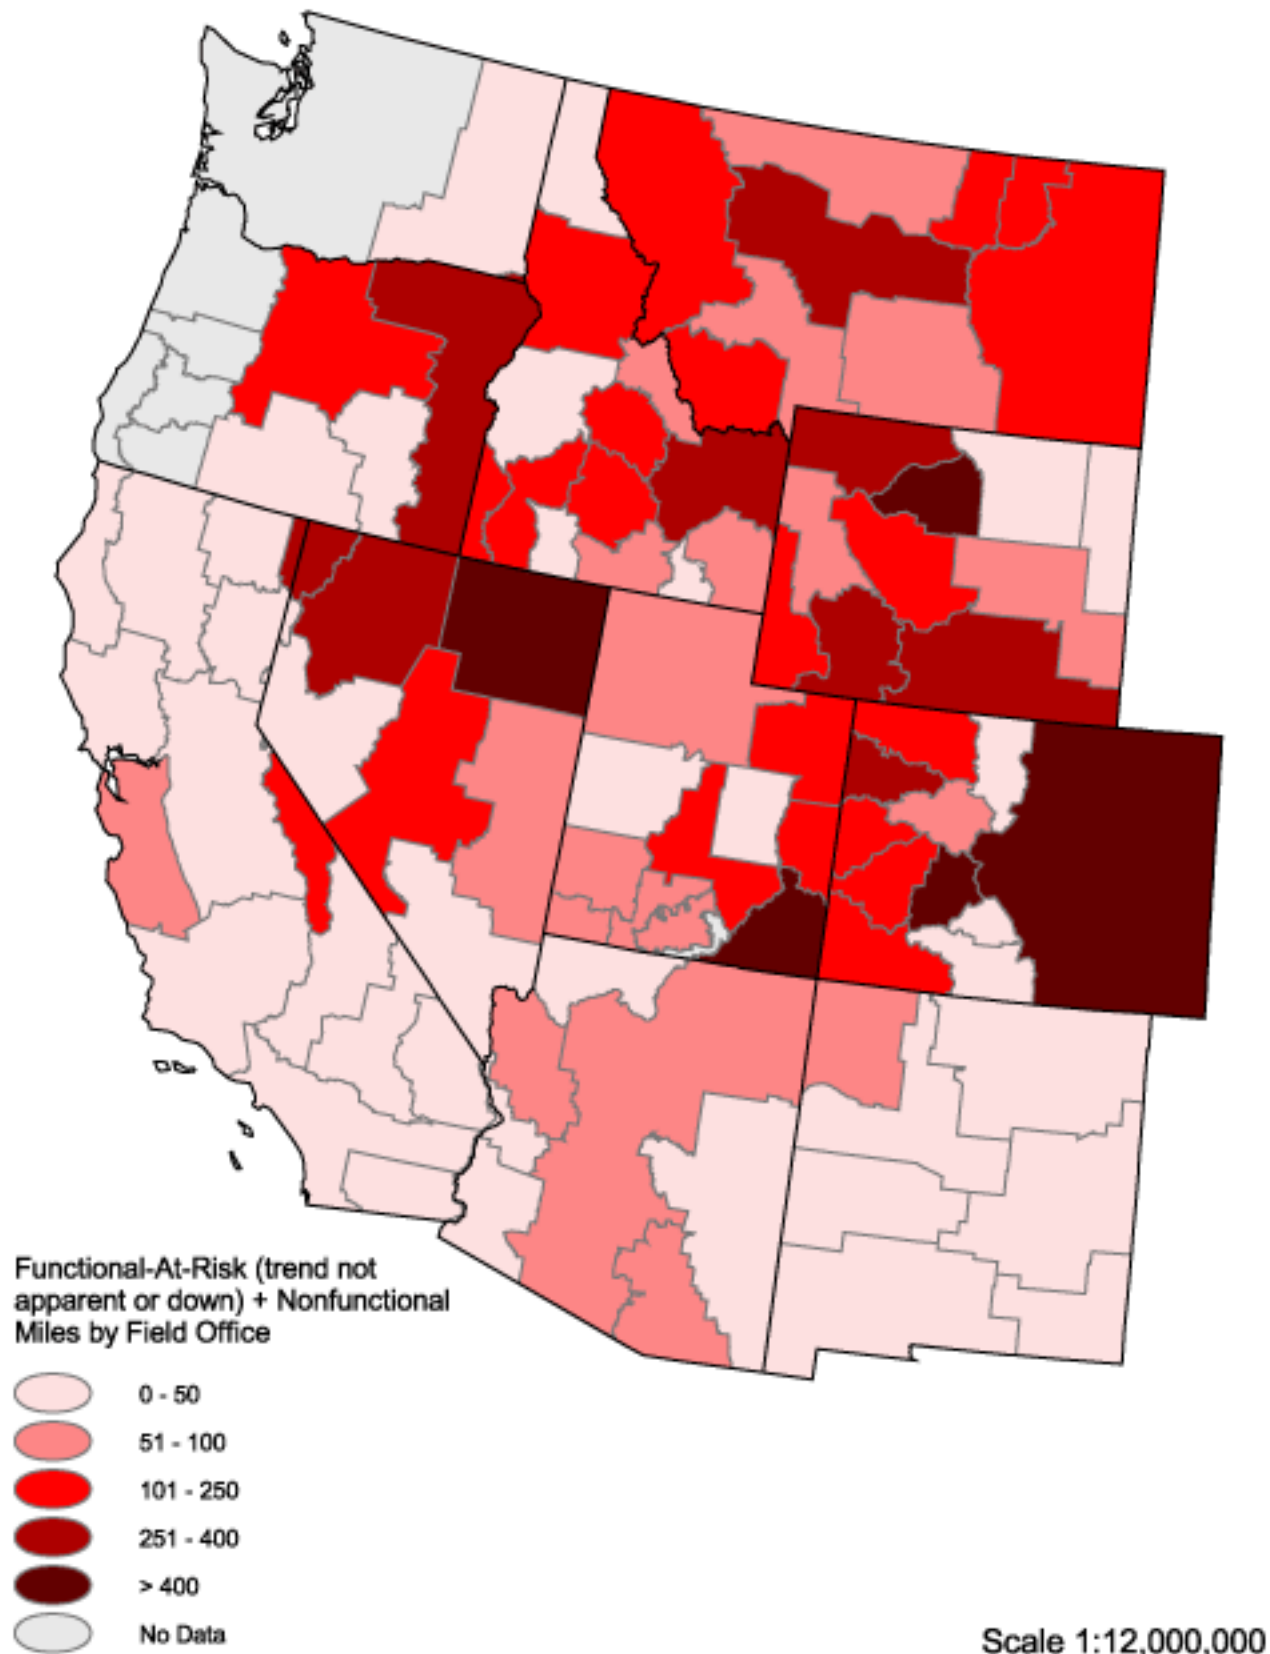 Functional-At-Risk (trend not
apparent or down) + Nonfunctional
Miles by Field Office
0 - 50
51 - 100
101 - 250
251 - 400
> 400
No Data
Scale 1:12,000,000